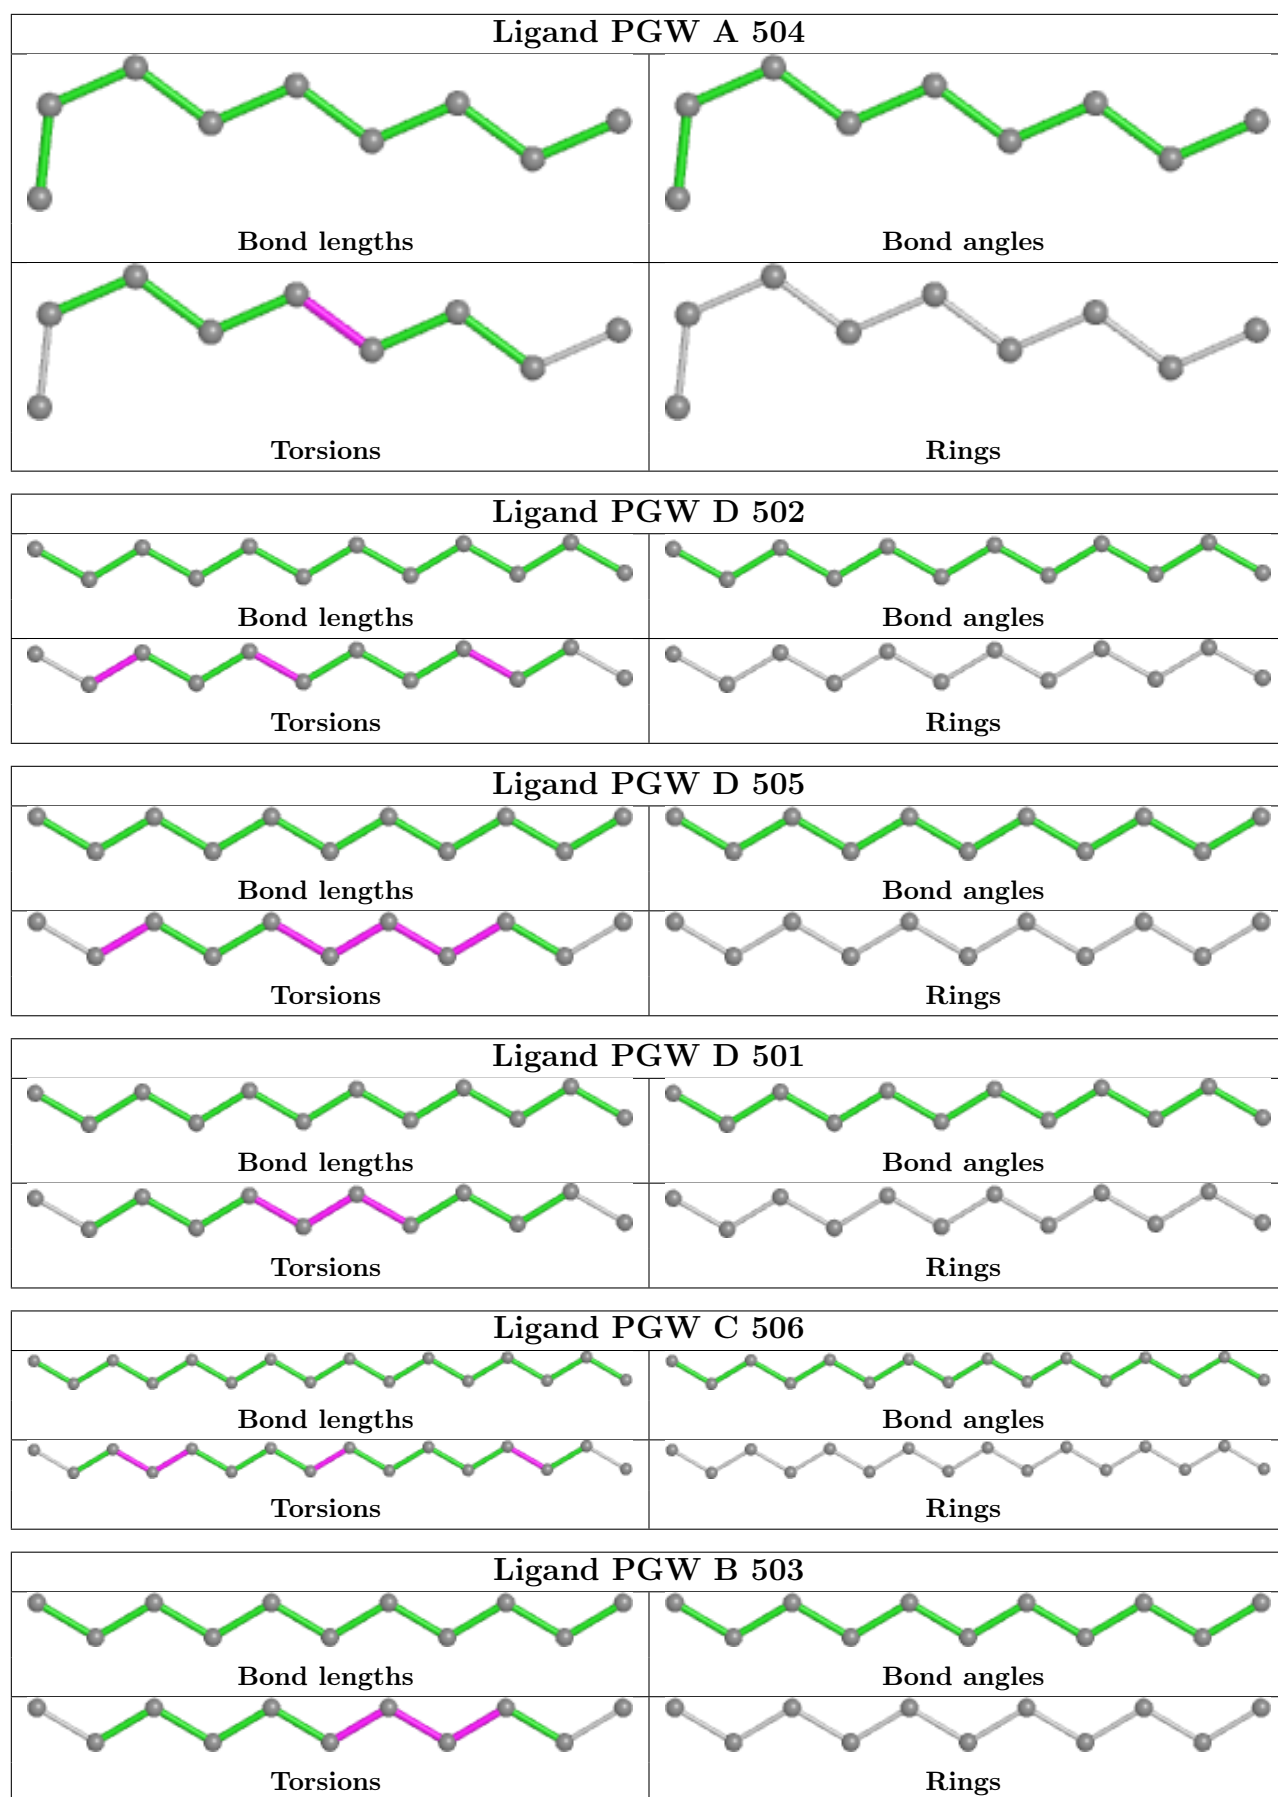 Ligand PGW A 504
Bond lengths
Bond angles
Torsions
Rings
Ligand PGW D 502
Bond lengths
Bond angles
Torsions
Rings
Ligand PGW D 505
Bond lengths
Bond angles
Torsions
Rings
Ligand PGW D 501
Bond lengths
Bond angles
Torsions
Rings
Ligand PGW C 506
Bond lengths
Bond angles
Torsions
Rings
Ligand PGW B 503
Bond lengths
Bond angles
Torsions
Rings